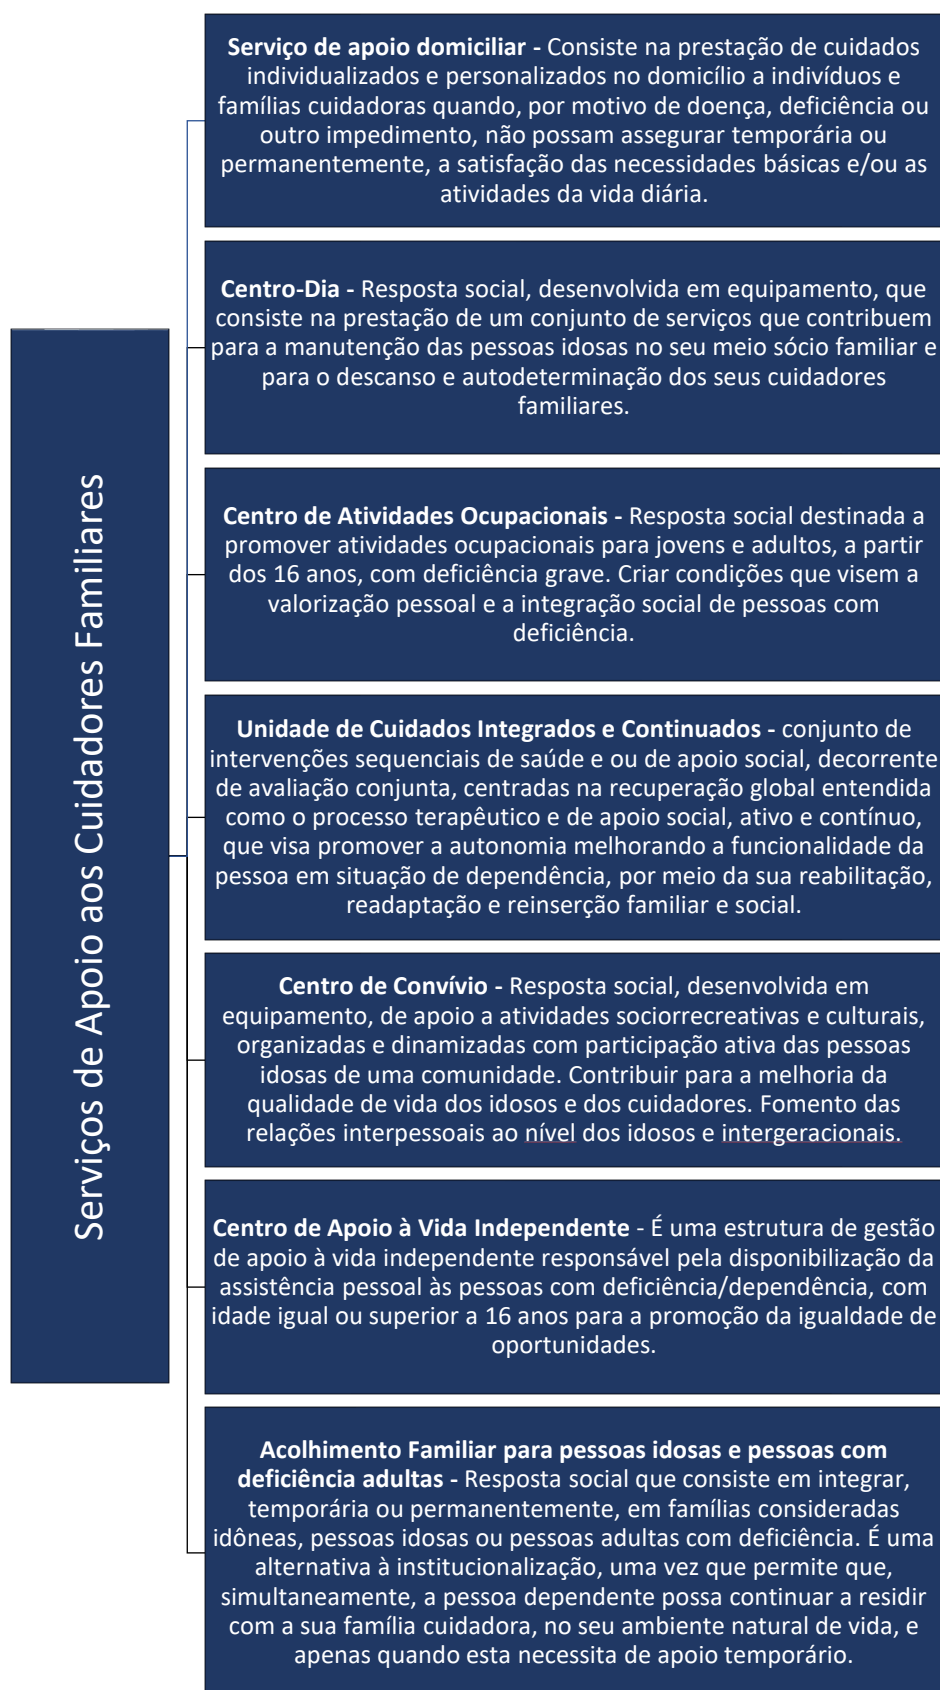 Serviços de Apoio aos Cuidadores Familiares
Serviço de apoio domiciliar - Consiste na prestação de cuidados
individualizados e personalizados no domicílio a indivíduos e
famílias cuidadoras quando, por motivo de doença, deficiência ou
outro impedimento, não possam assegurar temporária ou
permanentemente, a satisfação das necessidades básicas e/ou as
atividades da vida diária.
Centro-Dia - Resposta social, desenvolvida em equipamento, que
consiste na prestação de um conjunto de serviços que contribuem
para a manutenção das pessoas idosas no seu meio sócio familiar e
para o descanso e autodeterminação dos seus cuidadores
familiares.
Centro de Atividades Ocupacionais - Resposta social destinada a
promover atividades ocupacionais para jovens e adultos, a partir
dos 16 anos, com deficiência grave. Criar condições que visem a
valorização pessoal e a integração social de pessoas com
deficiência.
Unidade de Cuidados Integrados e Continuados - conjunto de
intervenções sequenciais de saúde e ou de apoio social, decorrente
de avaliação conjunta, centradas na recuperação global entendida
como o processo terapêutico e de apoio social, ativo e contínuo,
que visa promover a autonomia melhorando a funcionalidade da
pessoa em situação de dependência, por meio da sua reabilitação,
readaptação e reinserção familiar e social.
Centro de Convívio - Resposta social, desenvolvida em
equipamento, de apoio a atividades sociorrecreativas e culturais,
organizadas e dinamizadas com participação ativa das pessoas
idosas de uma comunidade. Contribuir para a melhoria da
qualidade de vida dos idosos e dos cuidadores. Fomento das
relações interpessoais ao nível dos idosos e intergeracionais.
Centro de Apoio à Vida Independente - É uma estrutura de gestão
de apoio à vida independente responsável pela disponibilização da
assistência pessoal às pessoas com deficiência/dependência, com
idade igual ou superior a 16 anos para a promoção da igualdade de
oportunidades.
Acolhimento Familiar para pessoas idosas e pessoas com
deficiência adultas - Resposta social que consiste em integrar,
temporária ou permanentemente, em famílias consideradas
idôneas, pessoas idosas ou pessoas adultas com deficiência. É uma
alternativa à institucionalização, uma vez que permite que,
simultaneamente, a pessoa dependente possa continuar a residir
com a sua família cuidadora, no seu ambiente natural de vida, e
apenas quando esta necessita de apoio temporário.